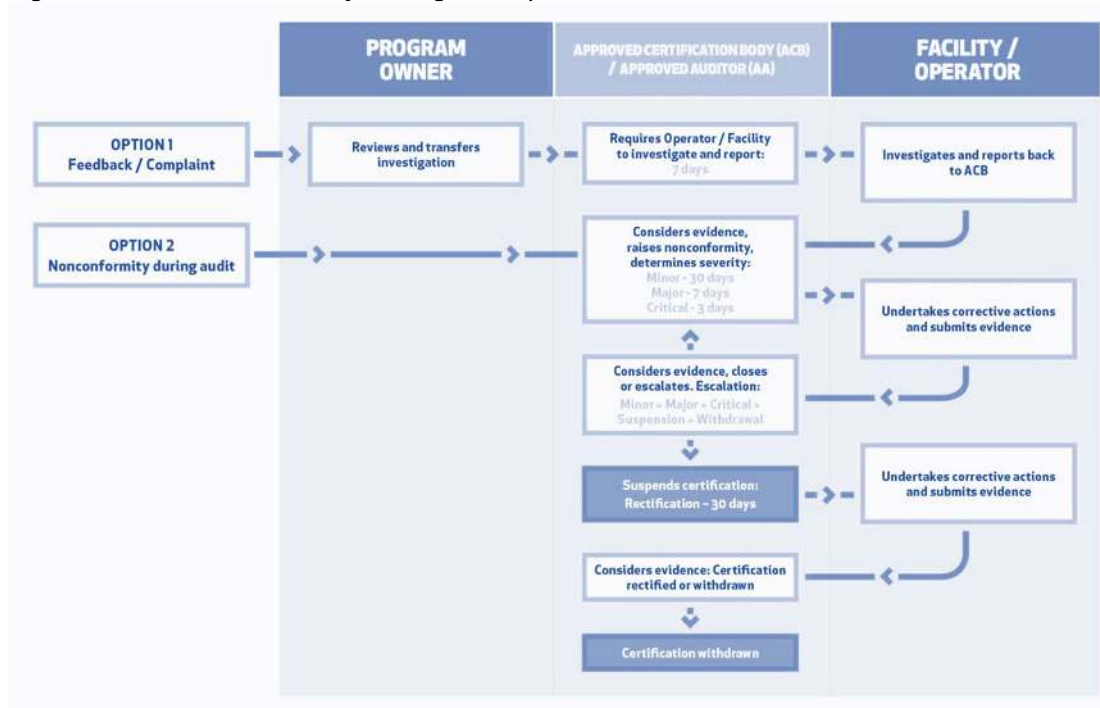 PROGRAM
OWNER
APPROVED CERTIFICATION BODY (ACB)
/ APPROVED AUDITOR (AA)
FACILITY /
OPERATOR
OPTION 1
Feedback / Complaint
Reviews and transfers
investigation
Requires Operator / Facility
to investigate and report:
7 days
Investigates and reports back
to ACB
OPTION 2
Nonconformity during audit
Considers evidence,
raises nonconformity,
determines severity:
Minor - 30 days
Major - 7 days
Critical - 3 days
Undertakes corrective actions
and submits evidence
Considers evidence, closes
or escalates. Escalation:
Minor » Major » Critical »
Suspension » Withdrawal
Suspends certification:
Rectification – 30 days
Undertakes corrective actions
and submits evidence
Considers evidence: Certification
rectified or withdrawn
Certification withdrawn